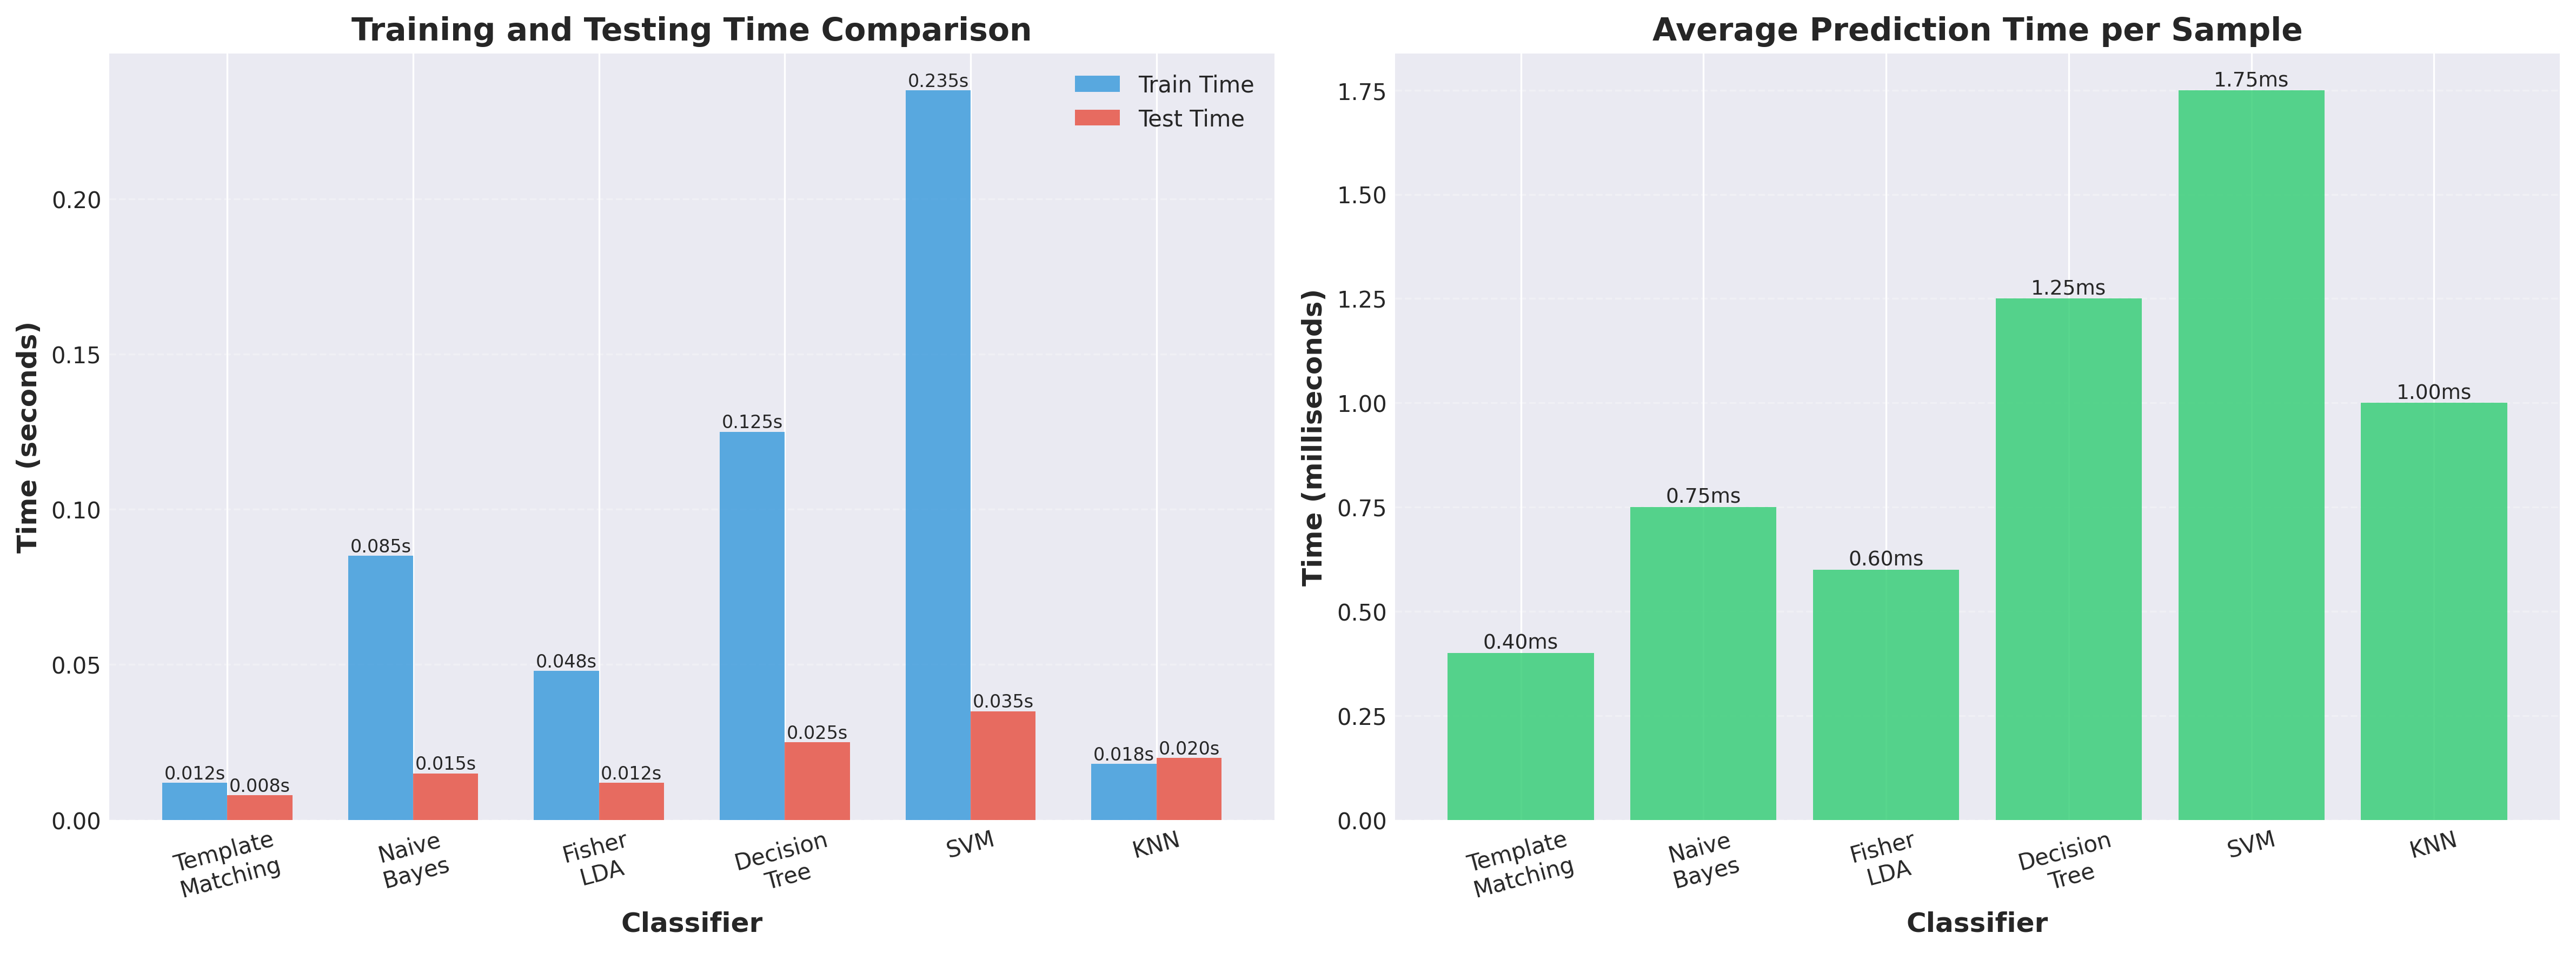 Training and Testing Time Comparison
Time (seconds)
0.20
0.15
0.10
0.05
0.00
Train Time
Test Time
0.012s
0.008s
0.085s
0.015s
0.048s
0.012s
0.125s
0.025s
0.235s
0.035s
0.018s
0.020s
Template
Matching
Naive
Bayes
Fisher
LDA
Decision
Tree
SVM
KNN
Classifier
Average Prediction Time per Sample
Time (milliseconds)
1.75
1.50
1.25
1.00
0.75
0.50
0.25
0.00
0.40ms
0.75ms
0.60ms
1.25ms
1.75ms
1.00ms
Template
Matching
Naive
Bayes
Fisher
LDA
Decision
Tree
SVM
KNN
Classifier